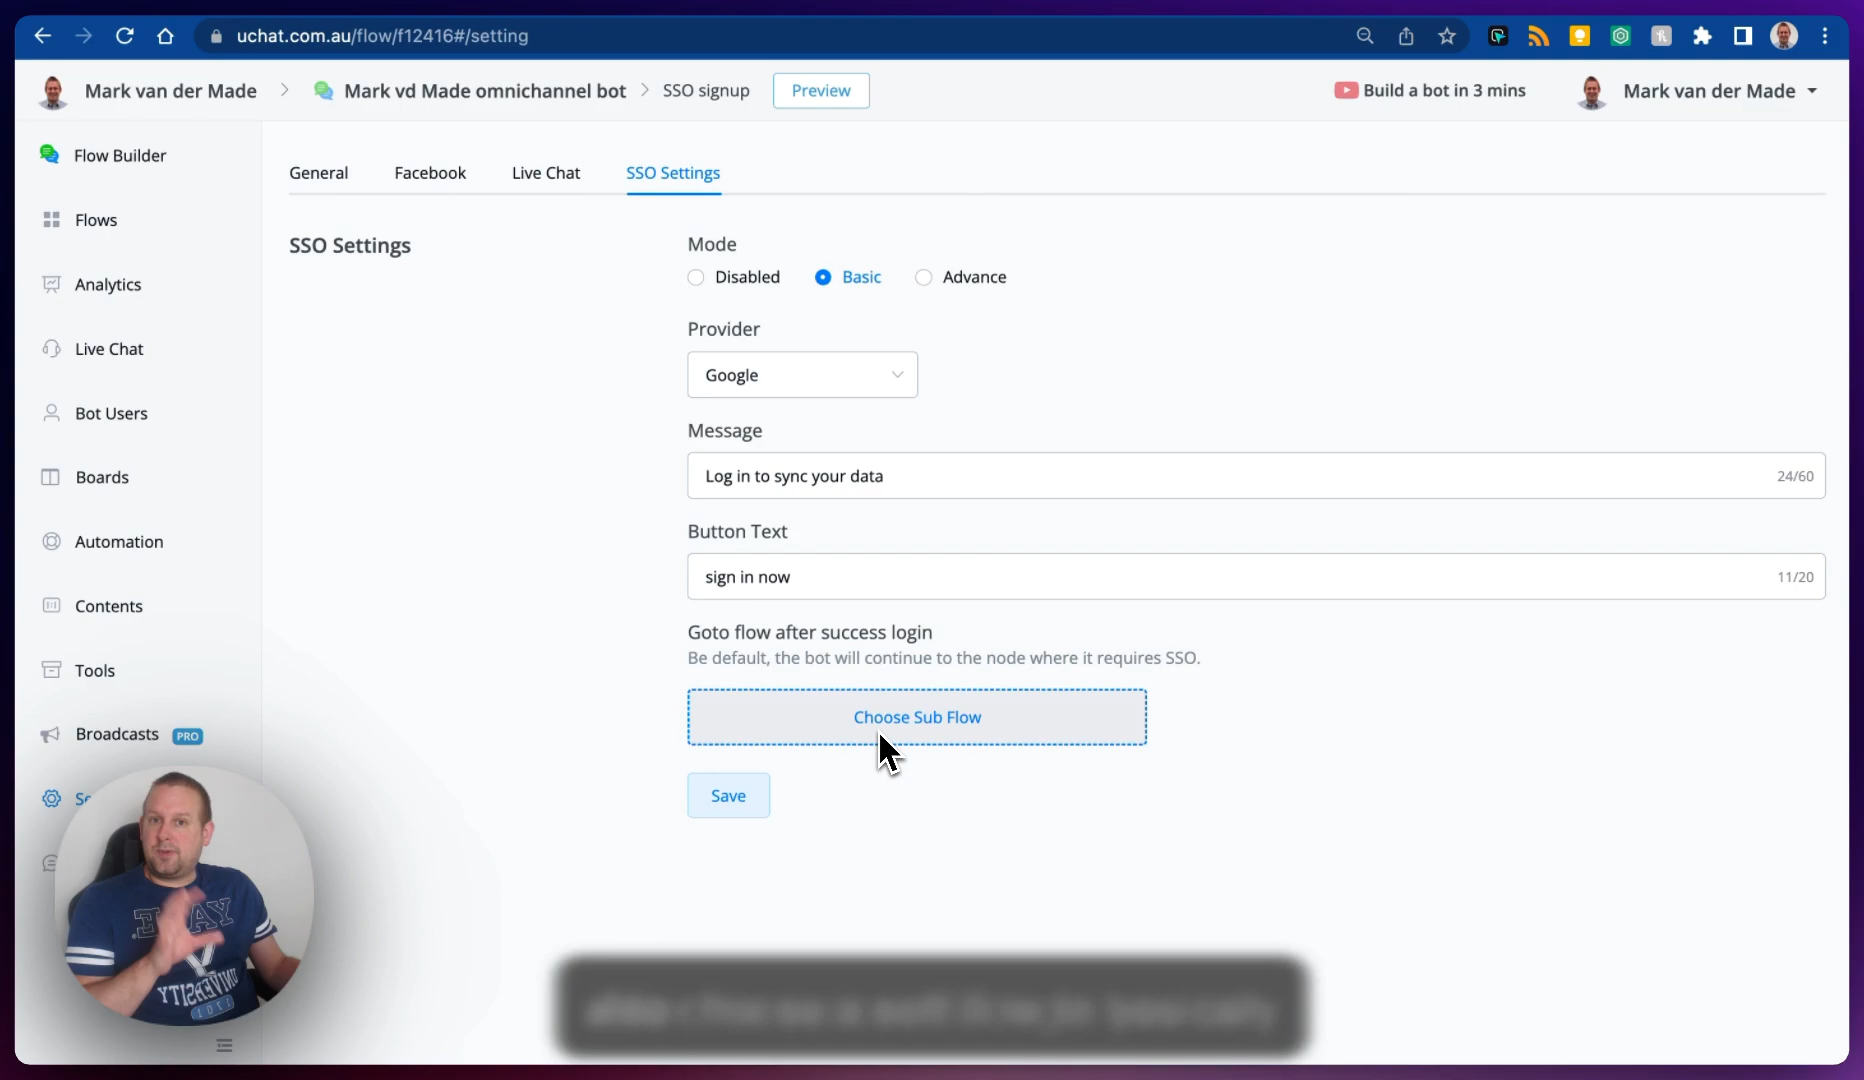 uchat.com.au/flow/f12416#/setting
Mark van der Made
Mark vd Made omnichannel bot
SSO signup
Preview
Build a bot in 3 mins
Mark van der Made
Flow Builder
Flows
Analytics
Live Chat
Bot Users
Boards
Automation
Contents
Tools
Broadcasts PRO
General
Facebook
Live Chat
SSO Settings
SSO Settings
Mode
Disabled
Basic
Advance
Provider
Google
Message
Log in to sync your data
24/60
Button Text
sign in now
11/20
Goto flow after success login
Be default, the bot will continue to the node where it requires SSO.
Choose Sub Flow
Save